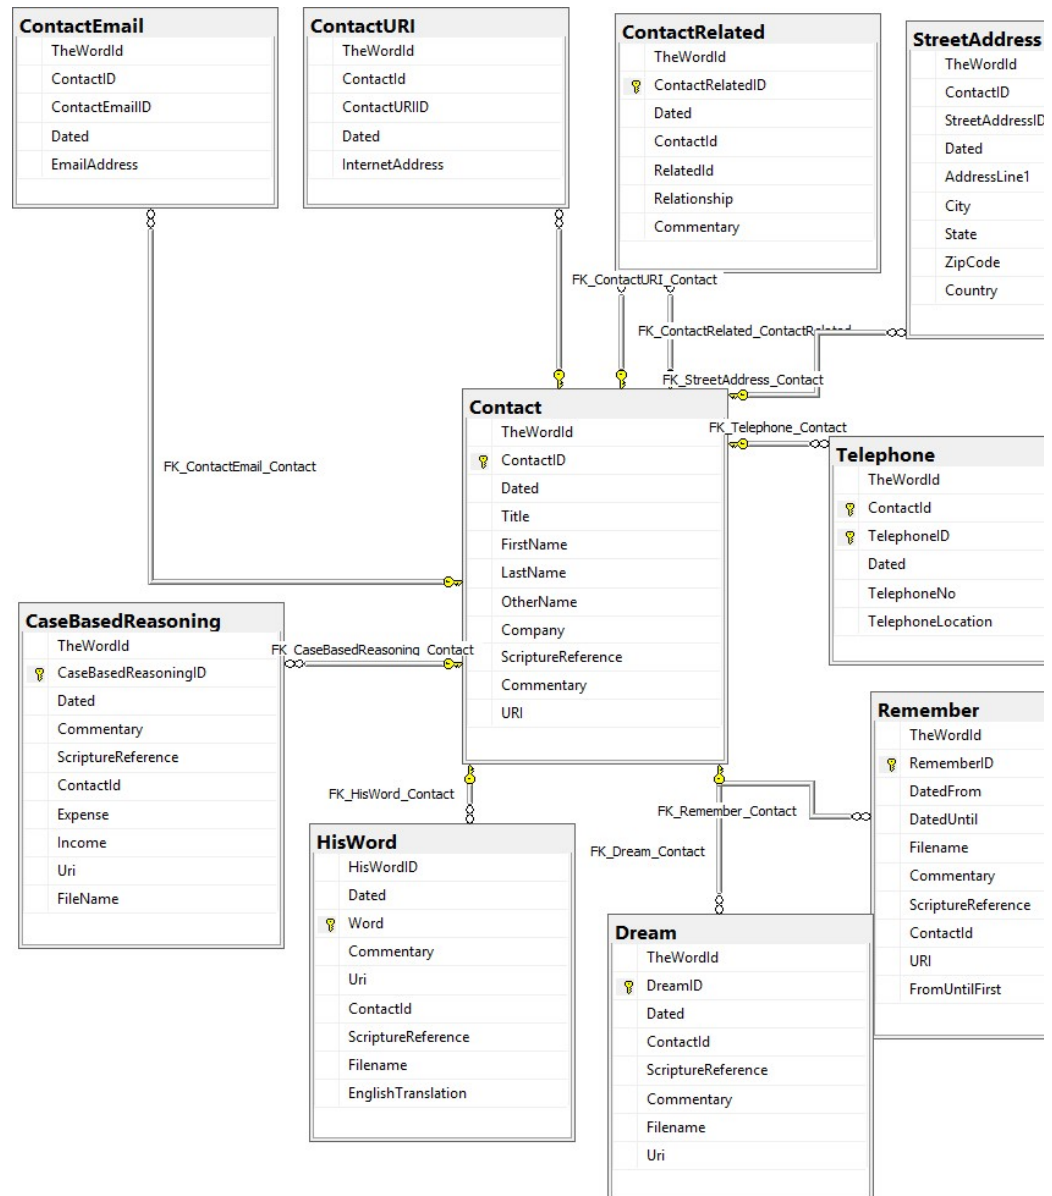 ContactEmail
TheWordId
ContactID
ContactEmailID
Dated
EmailAddress
ContactURI
TheWordId
ContactId
ContactURIID
Dated
InternetAddress
ContactRelated
TheWordId
ContactRelatedID
Dated
ContactId
RelatedId
Relationship
Commentary
StreetAddress
TheWordId
ContactID
StreetAddressID
Dated
AddressLine1
City
State
ZipCode
Country
FK_ContactURI_Contact
FK_ContactRelated_ContactRelated
FK_StreetAddress_Contact
FK_Telephone_Contact
FK_ContactEmail_Contact
Contact
TheWordId
ContactID
Dated
Title
FirstName
LastName
OtherName
Company
ScriptureReference
Commentary
URI
Telephone
TheWordId
ContactId
TelephoneID
Dated
TelephoneNo
TelephoneLocation
CaseBasedReasoning
TheWordId
CaseBasedReasoningID
Dated
Commentary
ScriptureReference
ContactId
Expense
Income
Uri
FileName
FK_CaseBasedReasoning_Contact
FK_HisWord_Contact
FK_Remember_Contact
FK_Dream_Contact
HisWord
HisWordID
Dated
Word
Commentary
Uri
ContactId
ScriptureReference
Filename
EnglishTranslation
Remember
TheWordId
RememberID
DatedFrom
DatedUntil
Filename
Commentary
ScriptureReference
ContactId
URI
FromUntilFirst
Dream
TheWordId
DreamID
Dated
ContactId
ScriptureReference
Commentary
Filename
Uri